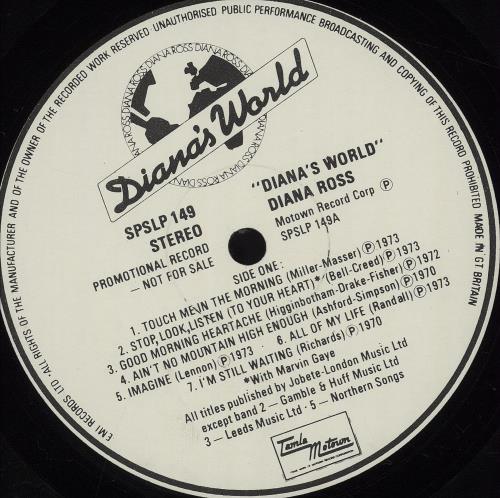 EMI RECORDS LTD. ALL RIGHTS OF THE MANUFACTURER AND OF THE OWNER OF THE RECORDED WORK RESERVED UNAUTHORISED PUBLIC PERFORMANCE BROADCASTING AND COPYING OF THIS RECORD PROHIBITED MADE IN GT. BRITAIN
DIANA ROSS DIANA ROSS DIANA ROSS
Diana's World
SPSLP 149
STEREO
PROMOTIONAL RECORD
— NOT FOR SALE
"DIANA'S WORLD"
DIANA ROSS
Motown Record Corp Ⓟ
SPSLP 149A
SIDE ONE:
1. TOUCH ME IN THE MORNING (Miller-Masser) Ⓟ 1973
2. STOP, LOOK, LISTEN (TO YOUR HEART)* (Bell-Creed) Ⓟ 1973
3. GOOD MORNING HEARTACHE (Higginbotham-Drake-Fisher) Ⓟ 1972
4. AIN'T NO MOUNTAIN HIGH ENOUGH (Ashford-Simpson) Ⓟ 1970
5. IMAGINE (Lennon) Ⓟ 1973 6. ALL OF MY LIFE (Randall) Ⓟ 1973
7. I'M STILL WAITING (Richards) Ⓟ 1970
*With Marvin Gaye
All titles published by Jobete-London Music Ltd
except band 2 — Gamble & Huff Music Ltd
3 — Leeds Music Ltd · 5 — Northern Songs
Tamla Motown